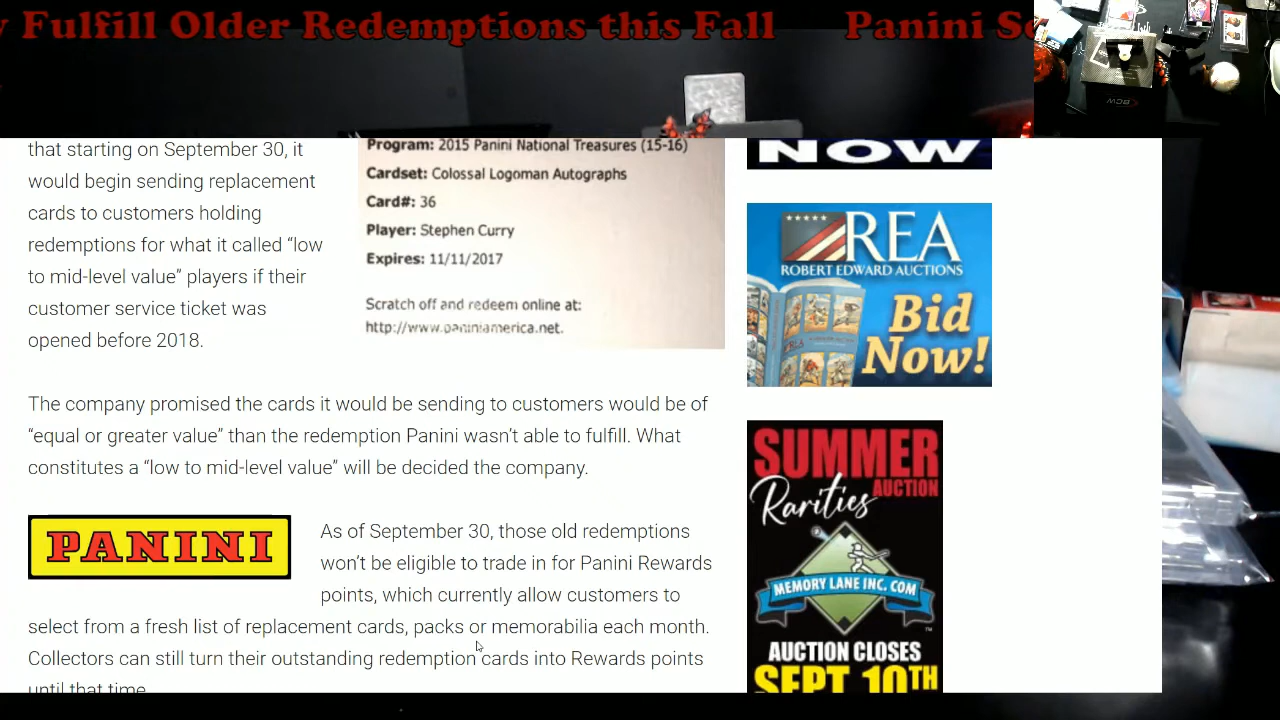 Fulfill Older Redemptions this Fall Panini
that starting on September 30, it
would begin sending replacement
cards to customers holding
redemptions for what it called “low
to mid-level value” players if their
customer service ticket was
opened before 2018.
Program: 2015 Panini National Treasures (15-16)
Cardset: Colossal Logoman Autographs
Card#: 36
Player: Stephen Curry
Expires: 11/11/2017
Scratch off and redeem online at:
http://www.paniniamerica.net.
The company promised the cards it would be sending to customers would be of
“equal or greater value” than the redemption Panini wasn’t able to fulfill. What
constitutes a “low to mid-level value” will be decided the company.
PANINI
As of September 30, those old redemptions
won’t be eligible to trade in for Panini Rewards
points, which currently allow customers to
select from a fresh list of replacement cards, packs or memorabilia each month.
Collectors can still turn their outstanding redemption cards into Rewards points
until that time.
NOW
REA
ROBERT EDWARD AUCTIONS
Bid
Now!
SUMMER
AUCTION
Rarities
MEMORY LANE INC.COM
™
AUCTION CLOSES
SEPT 10TH
BCW